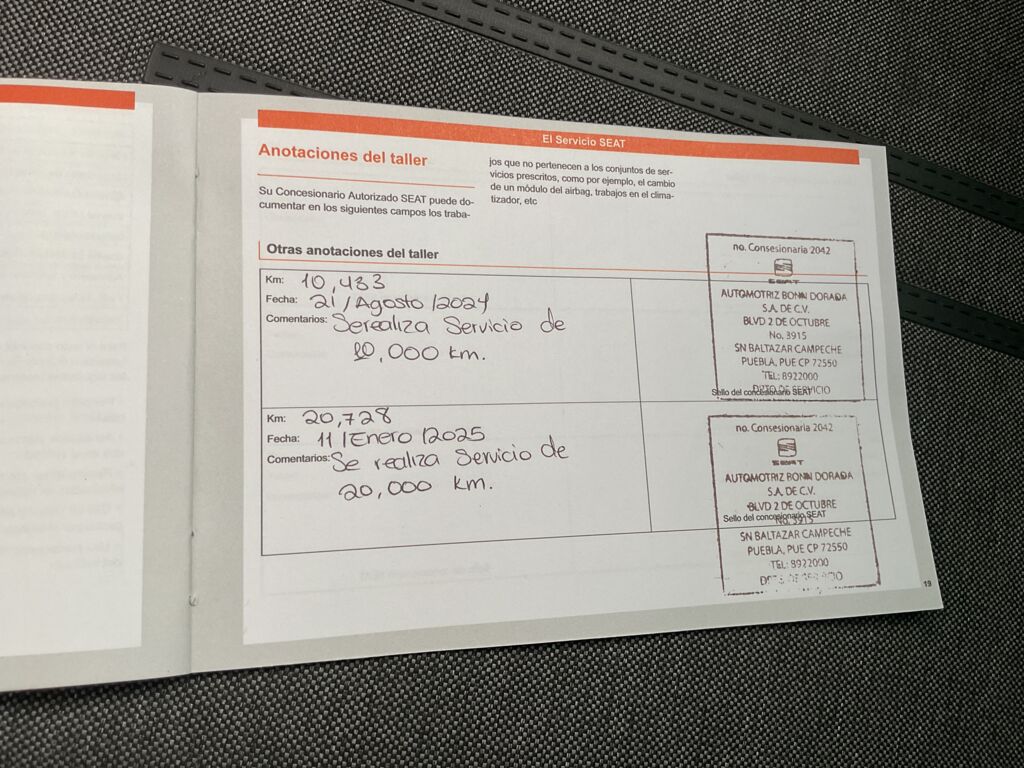 El Servicio SEAT
Anotaciones del taller
Su Concesionario Autorizado SEAT puede do-
cumentar en los siguientes campos los traba-
jos que no pertenecen a los conjuntos de ser-
vicios prescritos, como por ejemplo, el cambio
de un módulo del airbag, trabajos en el clima-
tizador, etc
Otras anotaciones del taller
Km: 10,433
Fecha: 21/Agosto/2024
Comentarios: Serealiza Servicio de
10,000 km.
no. Consesionaria 2042
SEAT
AUTOMOTRIZ BONN DORADA
S.A. DE C.V.
BLVD 2 DE OCTUBRE
No. 3915
SN BALTAZAR CAMPECHE
PUEBLA, PUE CP 72550
TEL: 8922000
DPTO DE SERVICIO
Sello del concesionario SEAT
Km: 20,728
Fecha: 11/Enero/2025
Comentarios: Se realiza Servicio de
20,000 km.
no. Consesionaria 2042
SEAT
AUTOMOTRIZ BONN DORADA
S.A. DE C.V.
BLVD 2 DE OCTUBRE
No. 3915
Sello del concesionario SEAT
SN BALTAZAR CAMPECHE
PUEBLA, PUE CP 72550
TEL: 8922000
19